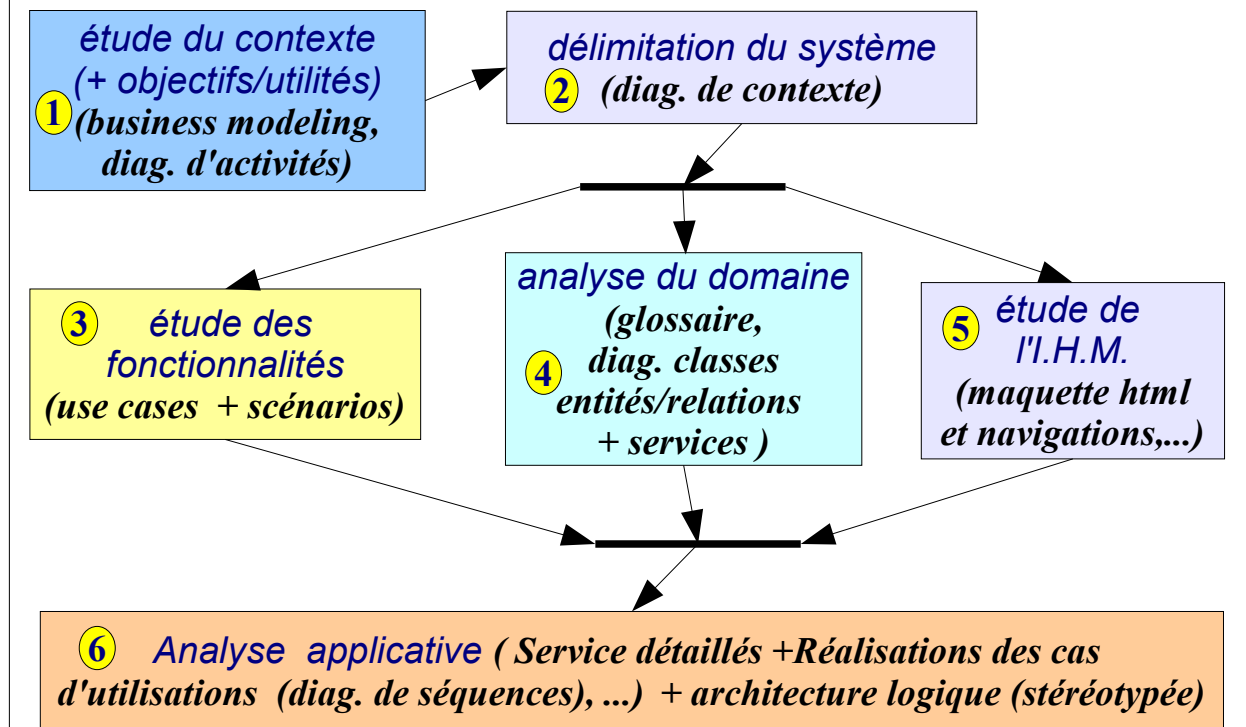 étude du contexte
(+ objectifs/utilités)
1
(business modeling,
diag. d'activités)
délimitation du système
2 (diag. de contexte)
3 étude des
fonctionnalités
(use cases + scénarios)
analyse du domaine
(glossaire,
diag. classes
4
entités/relations
+ services )
5 étude de
l'I.H.M.
(maquette html
et navigations,...)
6 Analyse applicative ( Service détaillés +Réalisations des cas
d'utilisations (diag. de séquences), ...) + architecture logique (stéréotypée)